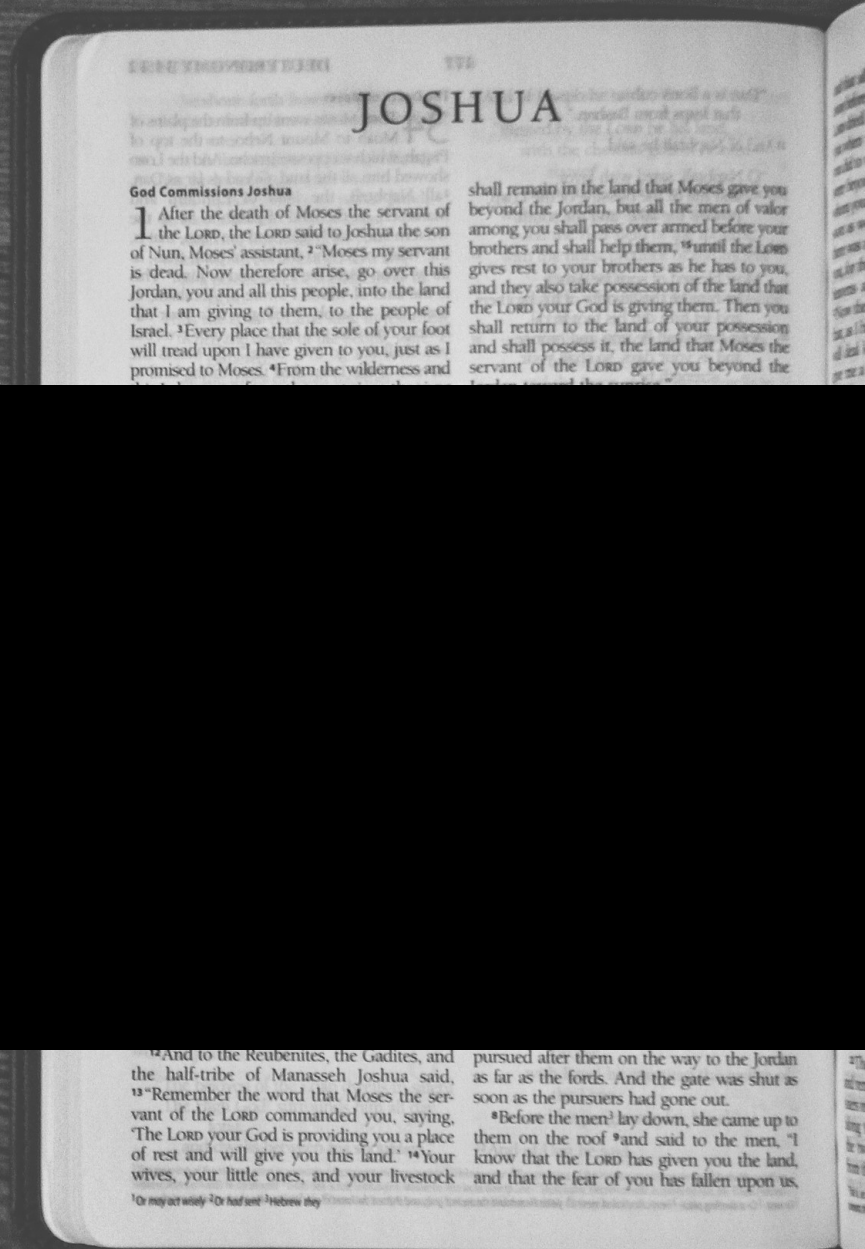 JOSHUA
God Commissions Joshua
1 After the death of Moses the servant of
the LORD, the LORD said to Joshua the son
of Nun, Moses' assistant, 2 "Moses my servant
is dead. Now therefore arise, go over this
Jordan, you and all this people, into the land
that I am giving to them, to the people of
Israel. 3 Every place that the sole of your foot
will tread upon I have given to you, just as I
promised to Moses. 4 From the wilderness and
12 And to the Reubenites, the Gadites, and
the half-tribe of Manasseh Joshua said,
13 "Remember the word that Moses the ser-
vant of the LORD commanded you, saying,
'The LORD your God is providing you a place
of rest and will give you this land.' 14 Your
wives, your little ones, and your livestock
shall remain in the land that Moses gave you
beyond the Jordan, but all the men of valor
among you shall pass over armed before your
brothers and shall help them, 15 until the LORD
gives rest to your brothers as he has to you,
and they also take possession of the land that
the LORD your God is giving them. Then you
shall return to the land of your possession
and shall possess it, the land that Moses the
servant of the LORD gave you beyond the
pursued after them on the way to the Jordan
as far as the fords. And the gate was shut as
soon as the pursuers had gone out.
8 Before the men3 lay down, she came up to
them on the roof 9 and said to the men, "I
know that the LORD has given you the land,
and that the fear of you has fallen upon us,
1 Or may act wisely 2 Or had sent 3 Hebrew they